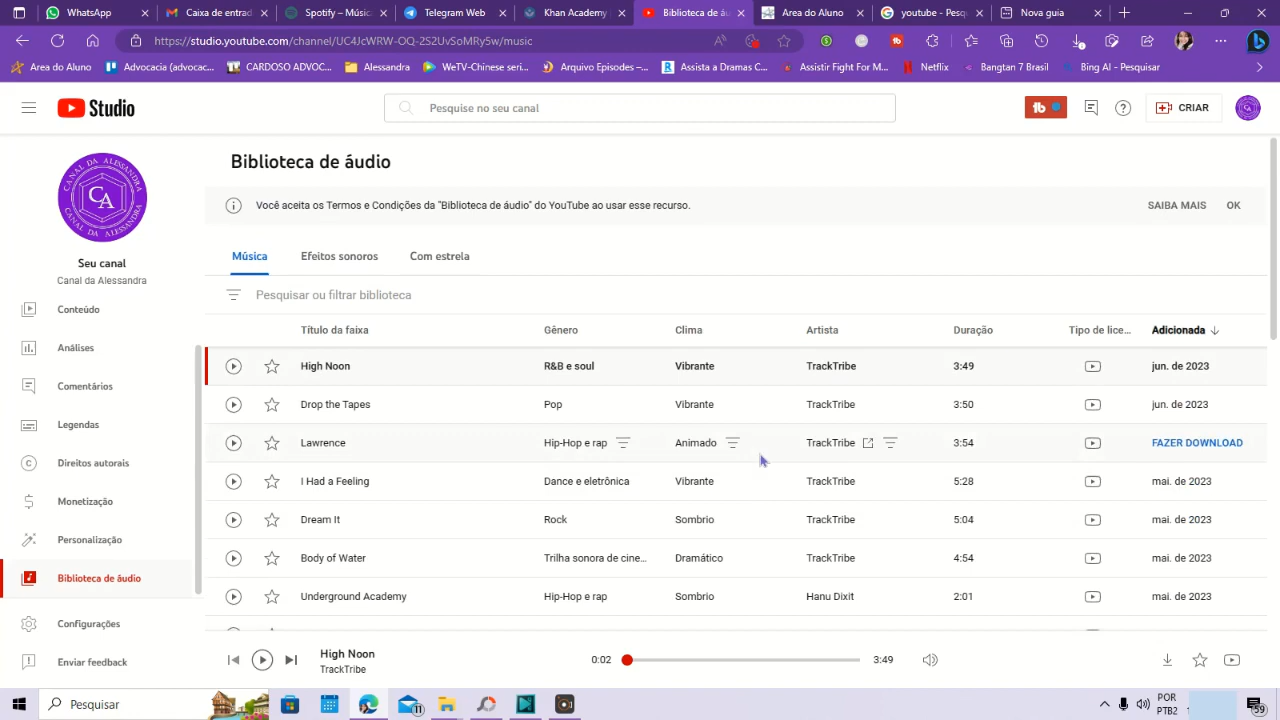 WhatsApp
Caixa de entrad
Spotify – Músic
Telegram Web
Khan Academy
Biblioteca de áu
Area do Aluno
youtube - Pesq
Nova guia
https://studio.youtube.com/channel/UC4JcWRW-OQ-2S2UvSoMRy5w/music
Area do Aluno
Advocacia (advocac...
CARDOSO ADVOC...
Alessandra
WeTV-Chinese seri...
Arquivo Episodes –...
Assista a Dramas C...
Assistir Fight For M...
Netflix
Bangtan 7 Brasil
Bing AI - Pesquisar
Studio
Pesquise no seu canal
CRIAR
CANAL DA ALESSANDRA
CA
CANAL DA ALESSANDRA
Seu canal
Canal da Alessandra
Conteúdo
Análises
Comentários
Legendas
Direitos autorais
Monetização
Personalização
Biblioteca de áudio
Configurações
Enviar feedback
Biblioteca de áudio
Você aceita os Termos e Condições da "Biblioteca de áudio" do YouTube ao usar esse recurso.
SAIBA MAIS
OK
Música
Efeitos sonoros
Com estrela
Pesquisar ou filtrar biblioteca
Título da faixa Gênero Clima Artista Duração Tipo de lice... Adicionada
High Noon R&B e soul Vibrante TrackTribe 3:49 jun. de 2023
Drop the Tapes Pop Vibrante TrackTribe 3:50 jun. de 2023
Lawrence Hip-Hop e rap Animado TrackTribe 3:54 FAZER DOWNLOAD
I Had a Feeling Dance e eletrônica Vibrante TrackTribe 5:28 mai. de 2023
Dream It Rock Sombrio TrackTribe 5:04 mai. de 2023
Body of Water Trilha sonora de cine... Dramático TrackTribe 4:54 mai. de 2023
Underground Academy Hip-Hop e rap Sombrio Hanu Dixit 2:01 mai. de 2023
High Noon
TrackTribe
0:02
3:49
Pesquisar
11
POR
PTB2
59